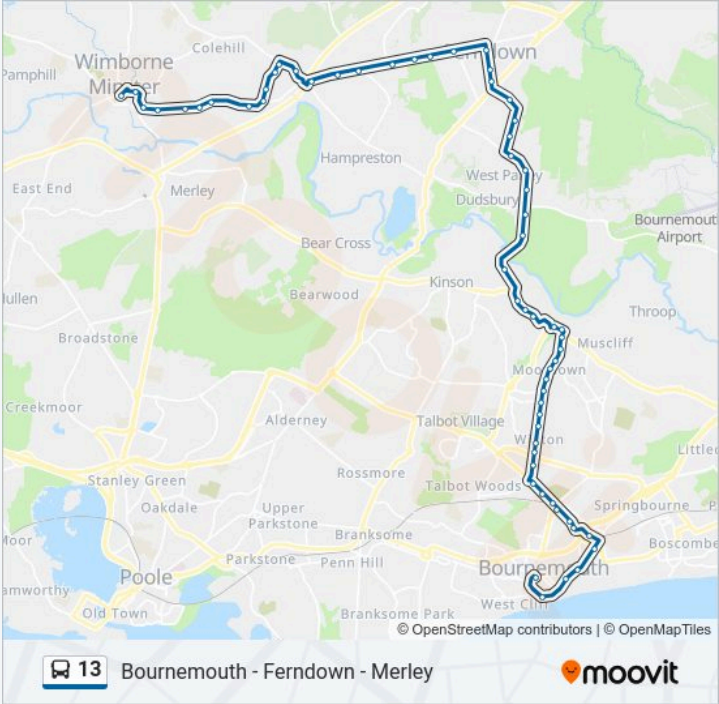 Colehill
Wimborne
Minster
Pamphill
Ferndown
Hampreston
East End
Merley
West Parley
Dudsbury
Bournemout
Airport
Bear Cross
Kinson
Bearwood
Throop
Broadstone
Muscliff
Moordown
Creekmoor
Alderney
Talbot Village
Winton
Rossmore
Stanley Green
Talbot Woods
Oakdale
Upper
Parkstone
Springbourne
Branksome
Boscombe
Parkstone
Penn Hill
Bournemouth
Poole
West Cliff
Old Town
Branksome Park
© OpenStreetMap contributors | © OpenMapTiles
13 Bournemouth - Ferndown - Merley
moovit